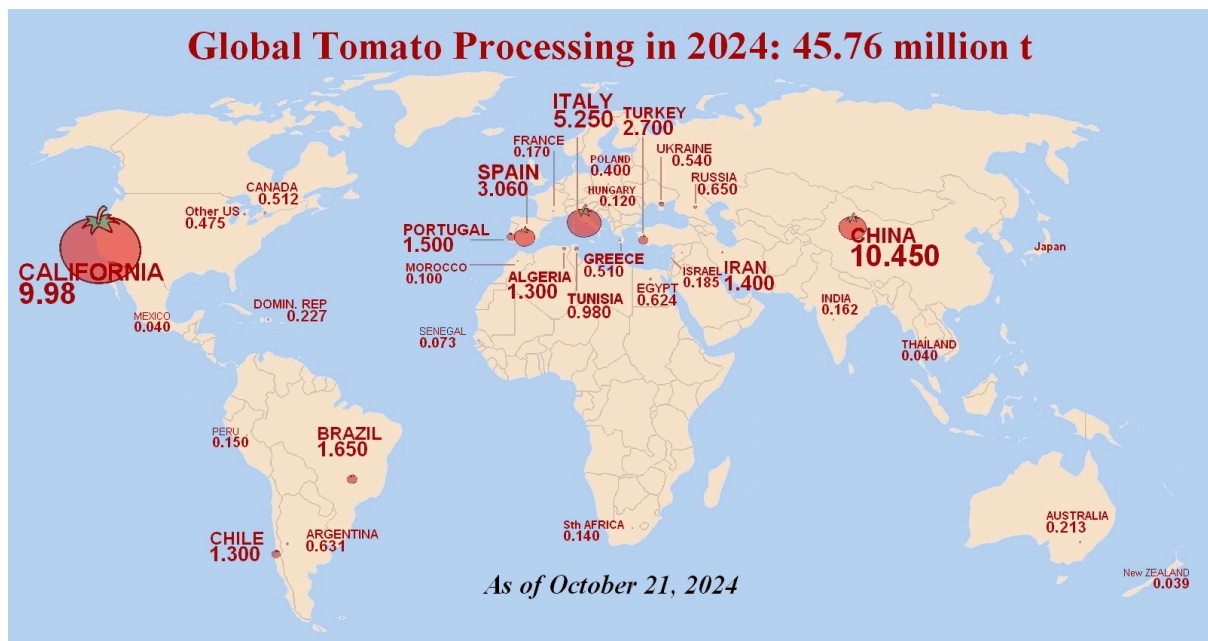 Global Tomato Processing in 2024: 45.76 million t
ITALY
5.250
TURKEY
2.700
FRANCE
0.170
POLAND
0.400
UKRAINE
0.540
SPAIN
3.060
HUNGARY
0.120
RUSSIA
0.650
CANADA
0.512
Other US
0.475
PORTUGAL
1.500
CHINA
10.450
Japan
CALIFORNIA
9.98
MOROCCO
0.100
ALGERIA
1.300
GREECE
0.510
ISRAEL
0.185
IRAN
1.400
TUNISIA
0.980
EGYPT
0.624
INDIA
0.162
DOMIN. REP
0.227
MEXICO
0.040
SENEGAL
0.073
THAILAND
0.040
PERU
0.150
BRAZIL
1.650
CHILE
1.300
ARGENTINA
0.631
Sth AFRICA
0.140
AUSTRALIA
0.213
New ZEALAND
0.039
As of October 21, 2024